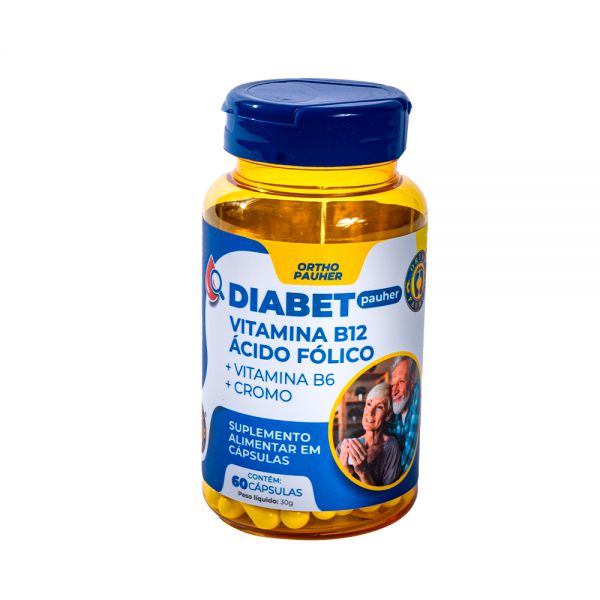 ORTHO
PAUHER
DIABET pauher
VITAMINA B12
ÁCIDO FÓLICO
+ VITAMINA B6
+ CROMO
SUPLEMENTO
ALIMENTAR EM
CÁPSULAS
CONTÉM:
60 CÁPSULAS
Peso líquido: 30g